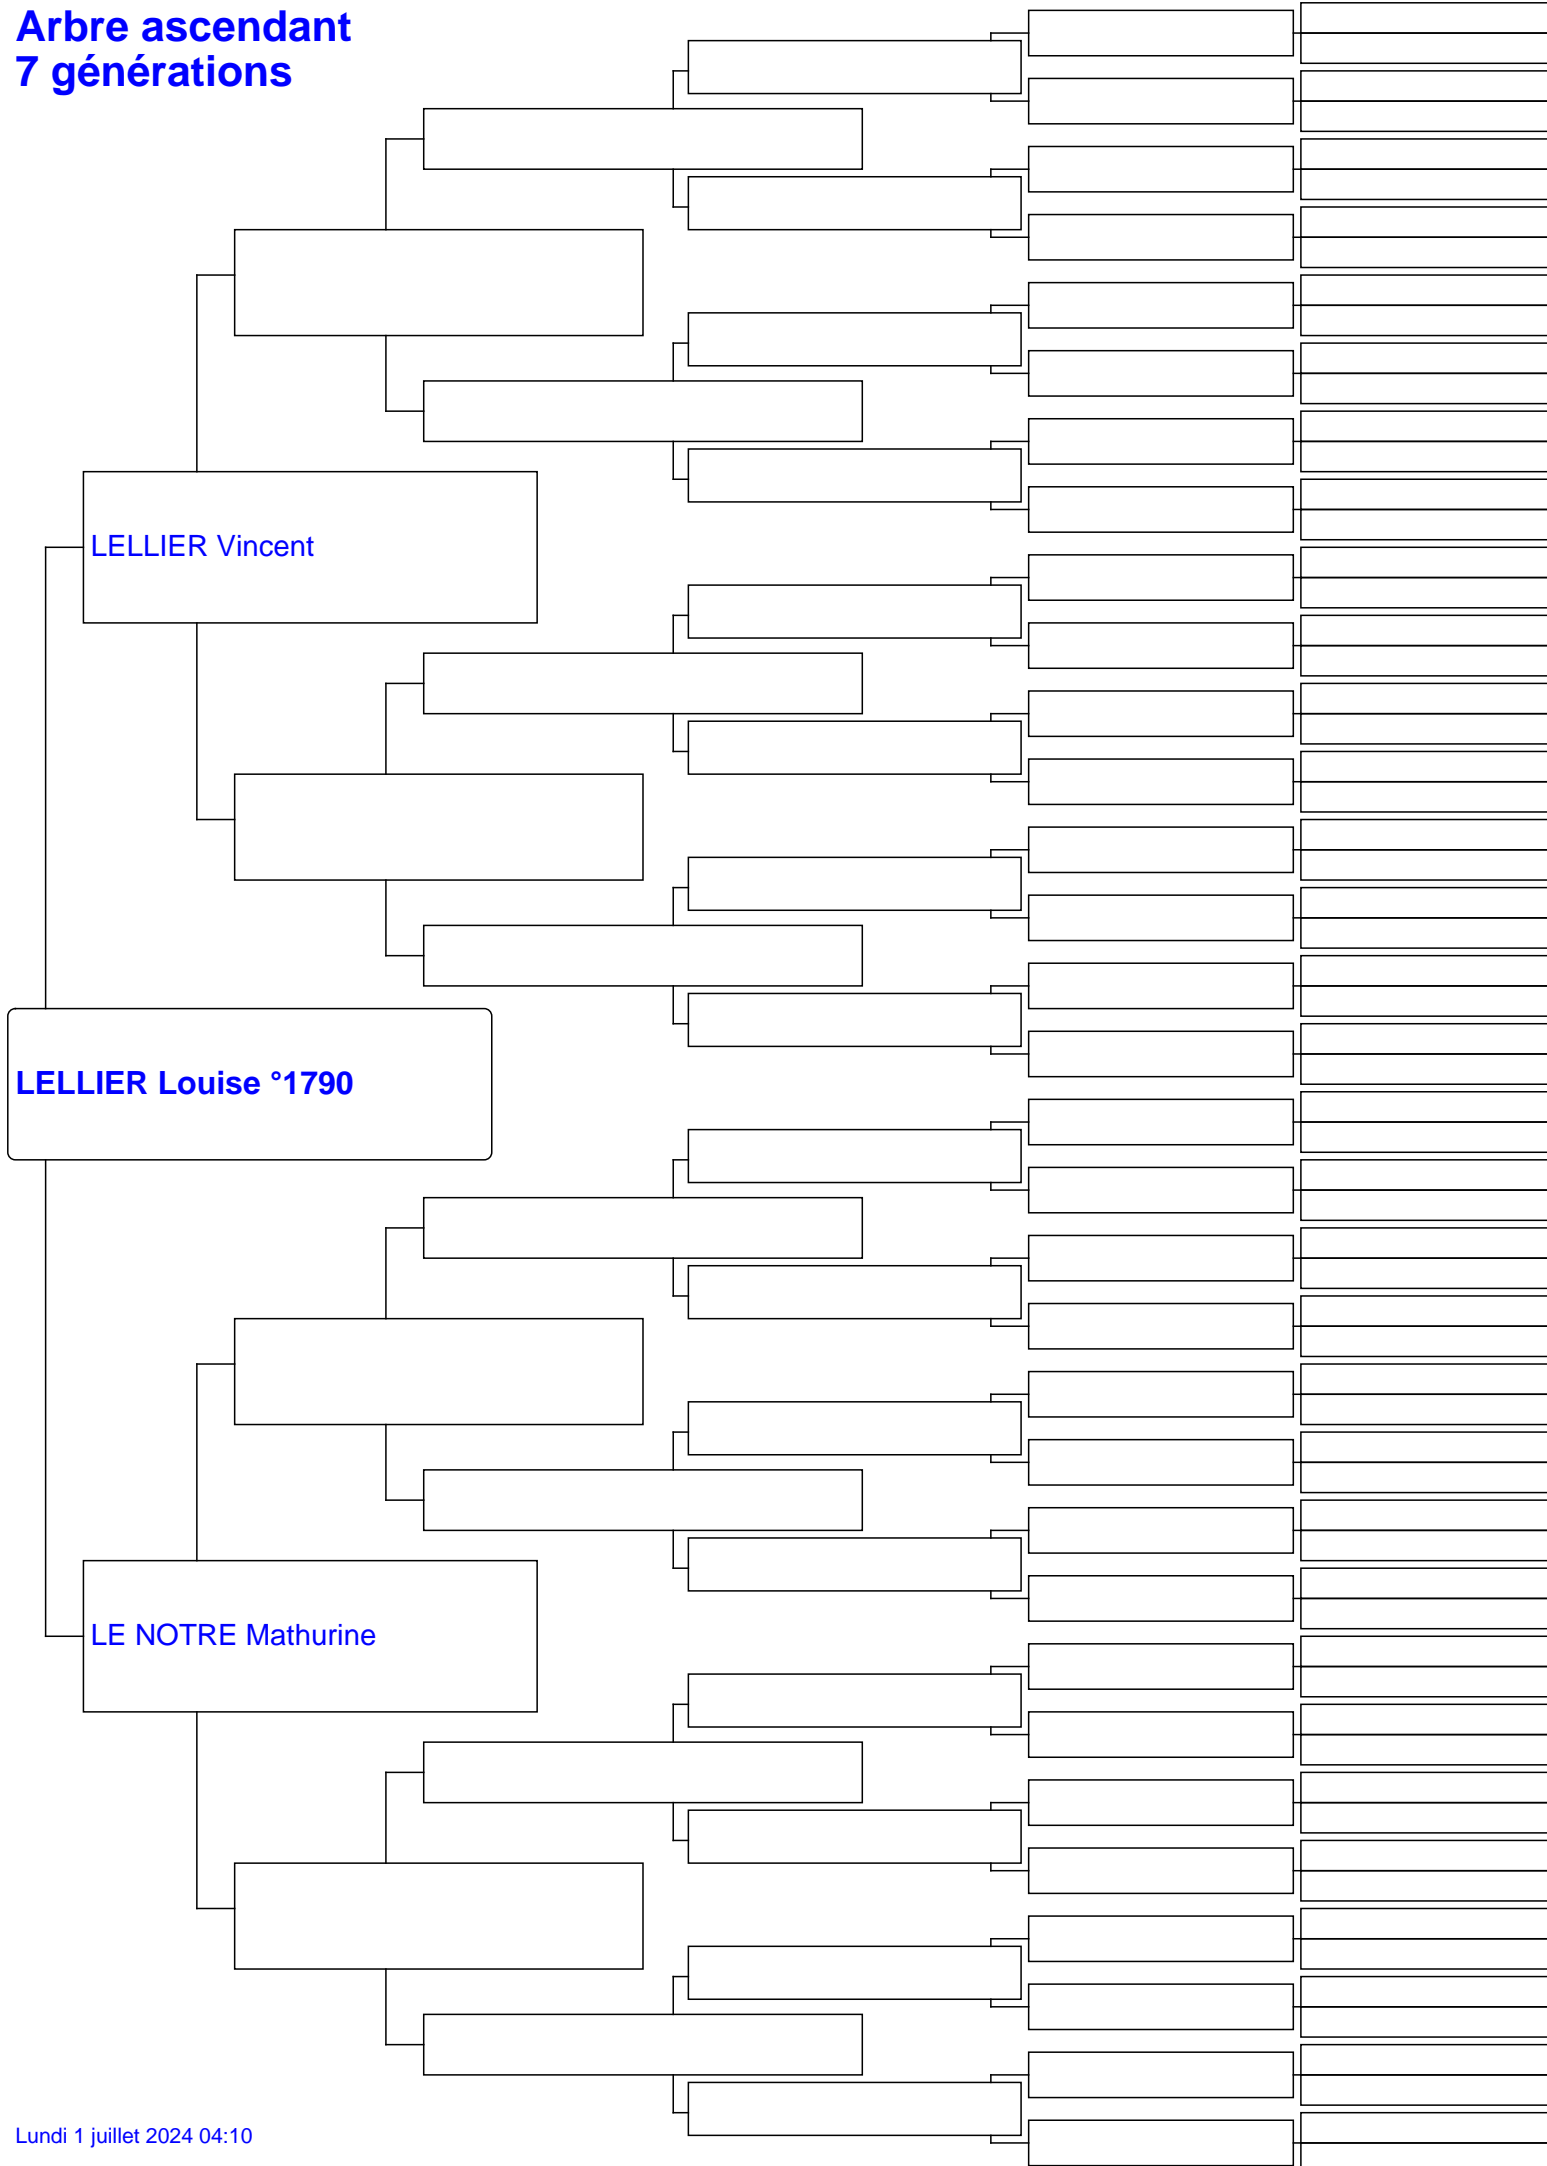 Arbre ascendant
7 générations
LELLIER Vincent
LELLIER Louise °1790
LE NOTRE Mathurine
Lundi 1 juillet 2024 04:10